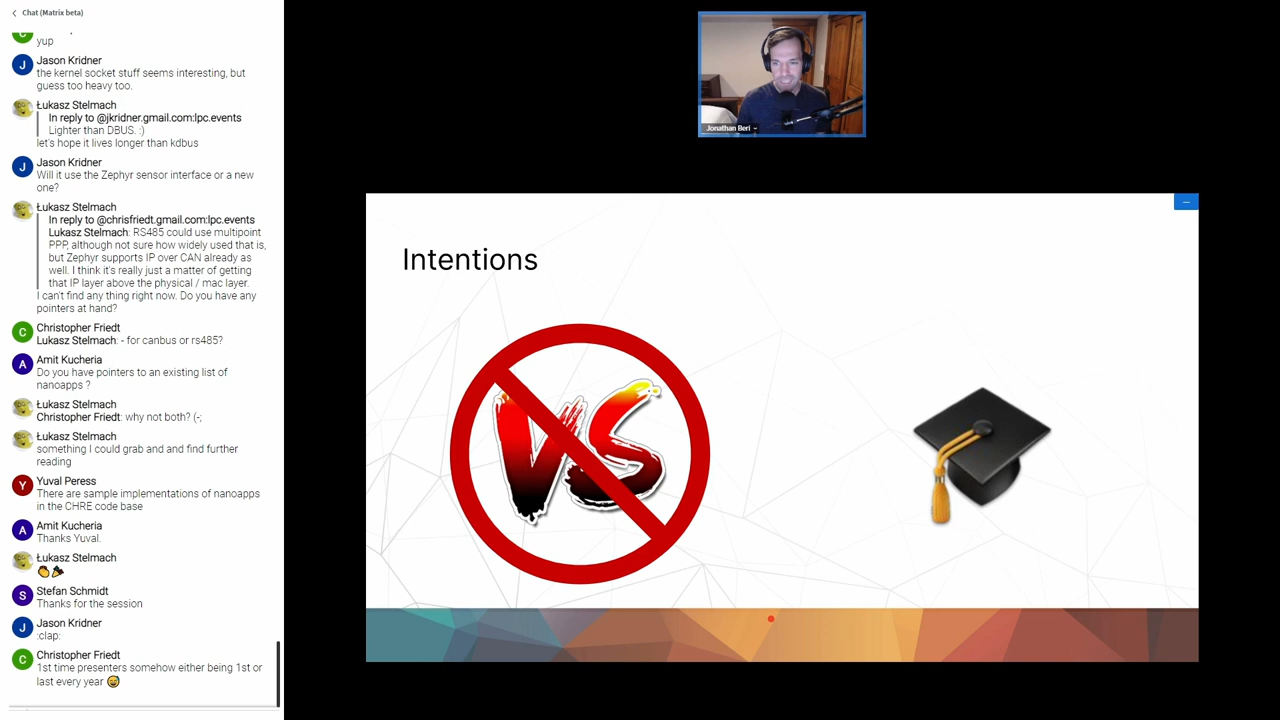 Chat (Matrix beta)
C
yup
J
Jason Kridner
the kernel socket stuff seems interesting, but
guess too heavy too.
Łukasz Stelmach
In reply to @jkridner.gmail.com:lpc.events
Lighter than DBUS. :)
let's hope it lives longer than kdbus
J
Jason Kridner
Will it use the Zephyr sensor interface or a new
one?
Łukasz Stelmach
In reply to @chrisfriedt.gmail.com:lpc.events
Łukasz Stelmach: RS485 could use multipoint
PPP, although not sure how widely used that is,
but Zephyr supports IP over CAN already as
well. I think it's really just a matter of getting
that IP layer above the physical / mac layer.
I can't find any thing right now. Do you have any
pointers at hand?
C
Christopher Friedt
Łukasz Stelmach: - for canbus or rs485?
A
Amit Kucheria
Do you have pointers to an existing list of
nanoapps ?
Łukasz Stelmach
Christopher Friedt: why not both? (-;
Łukasz Stelmach
something I could grab and and find further
reading
Y
Yuval Peress
There are sample implementations of nanoapps
in the CHRE code base
A
Amit Kucheria
Thanks Yuval.
Łukasz Stelmach
👏🎉
S
Stefan Schmidt
Thanks for the session
J
Jason Kridner
:clap:
C
Christopher Friedt
1st time presenters somehow either being 1st or
last every year 😅
Jonathan Beri
Intentions
VS